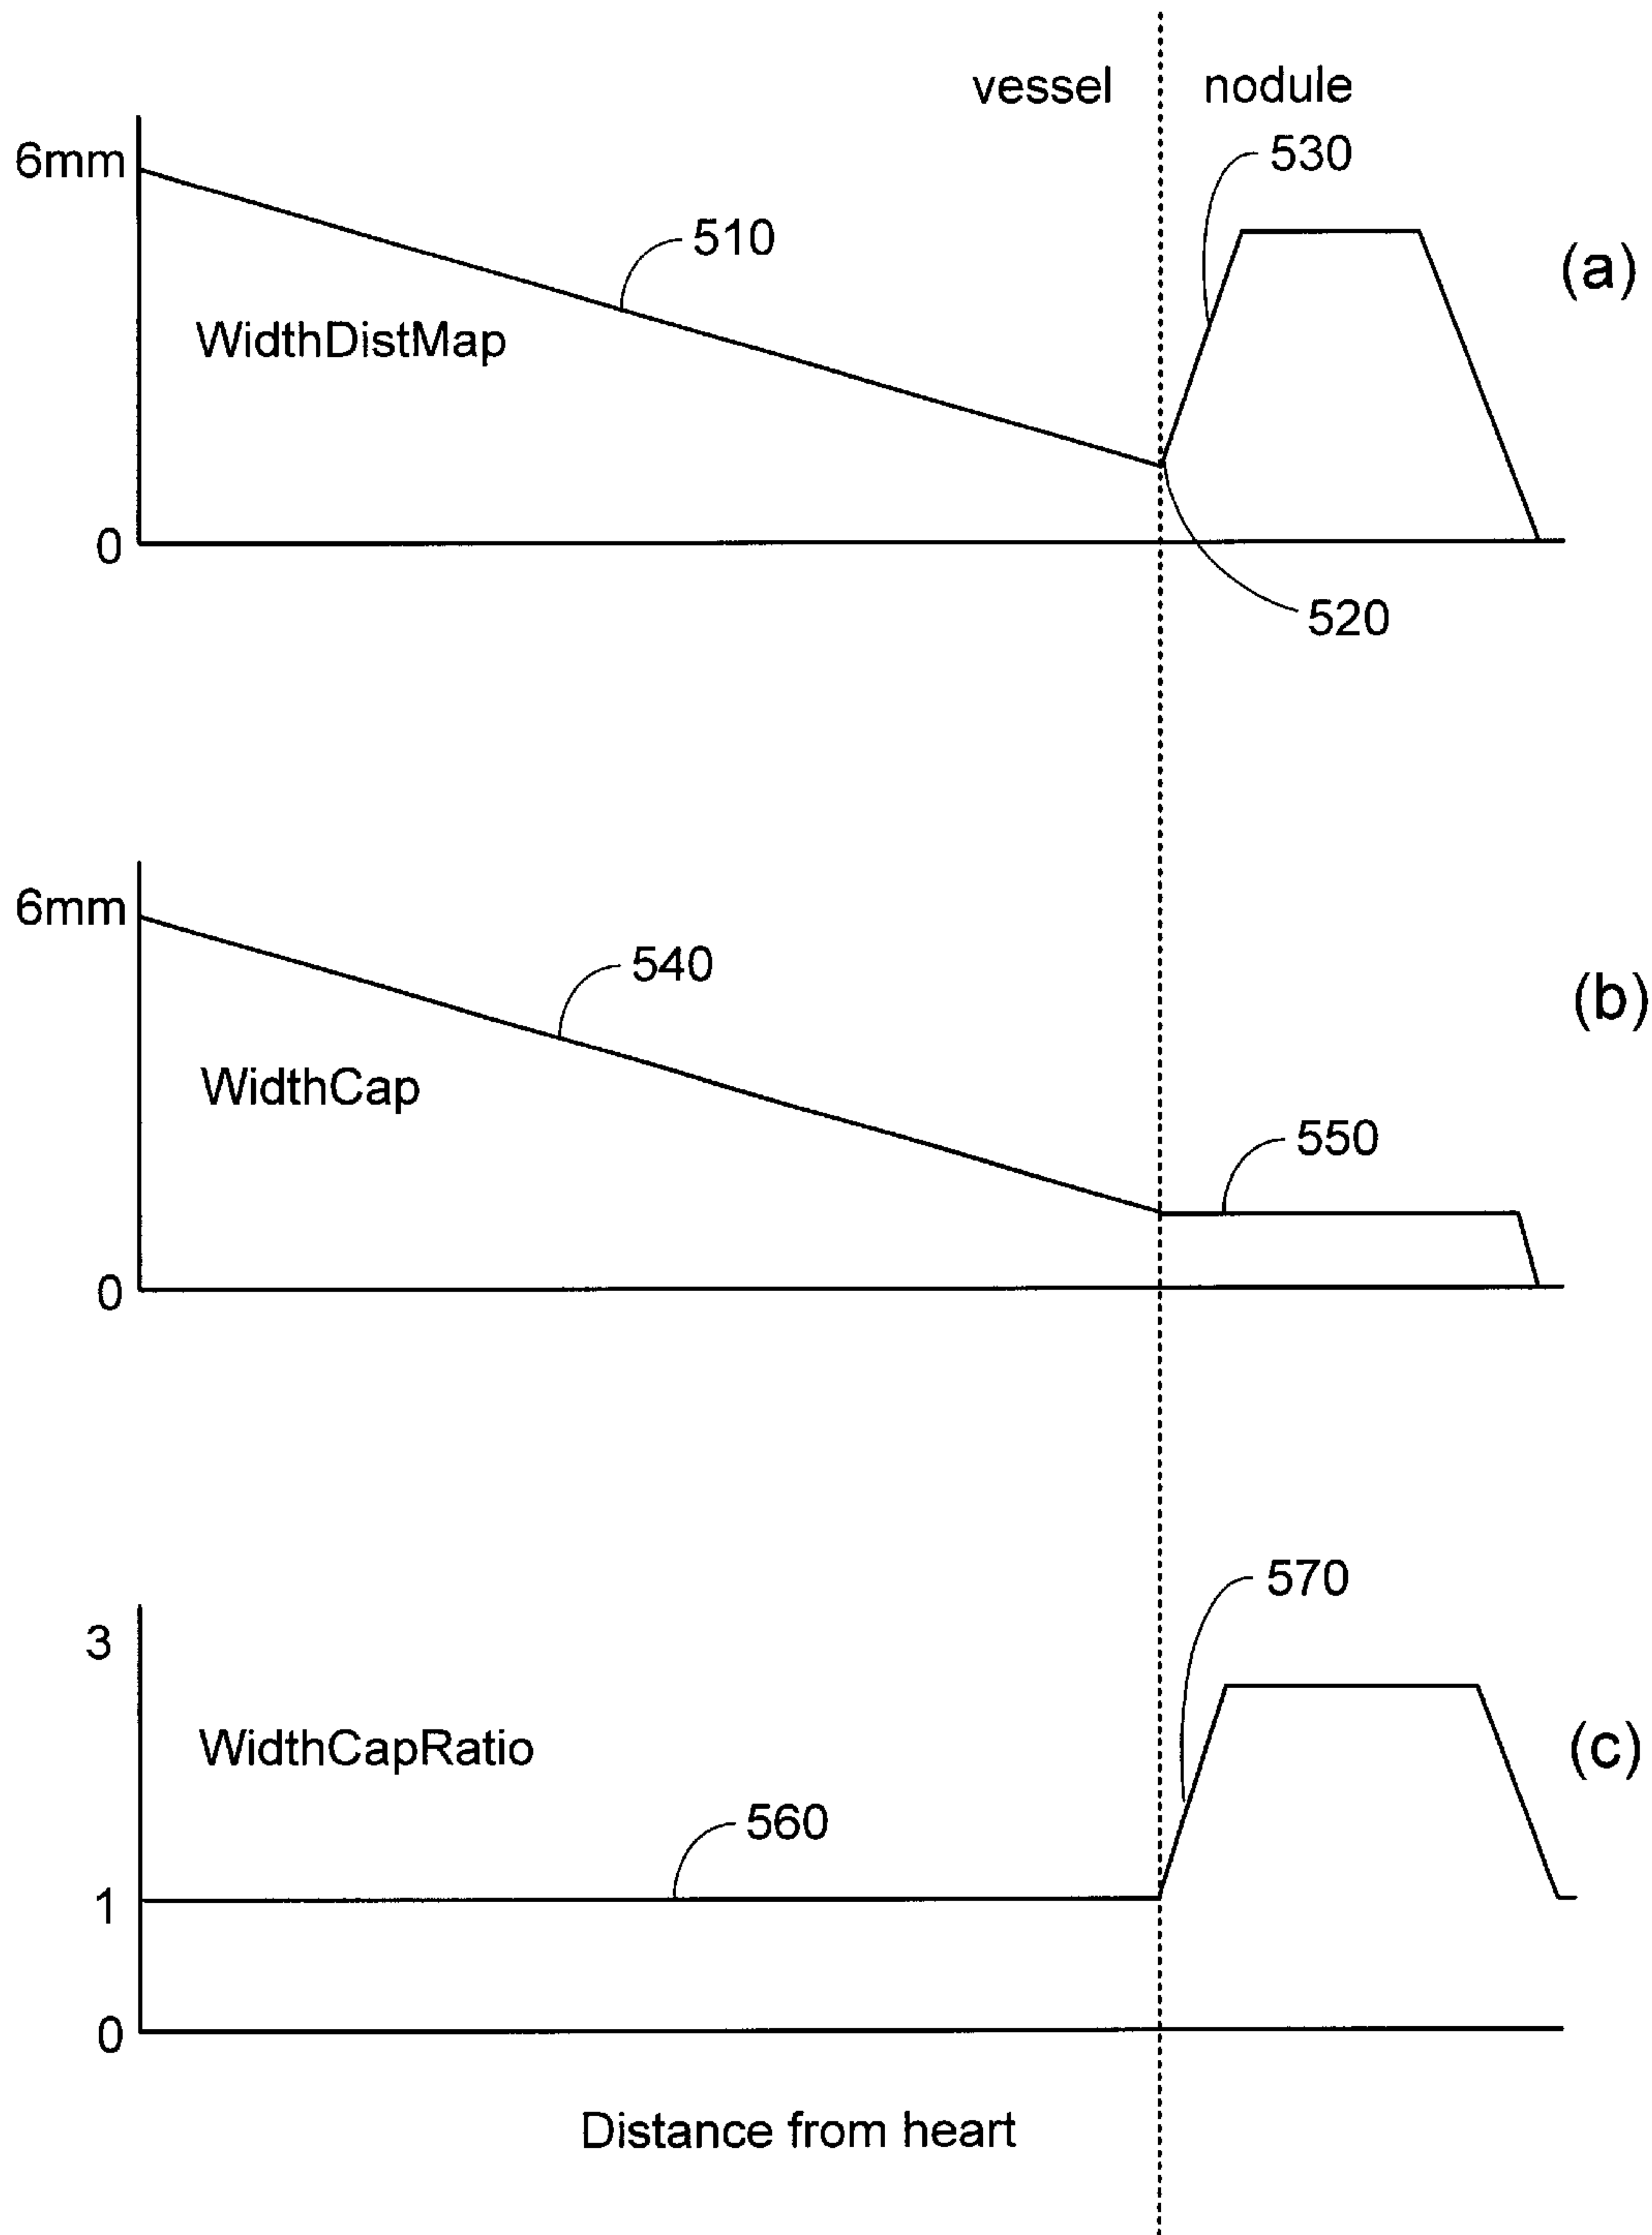 vessel nodule
530
6mm
510
(a)
WidthDistMap
0
520
6mm
540
(b)
WidthCap
550
0
570
3
WidthCapRatio
(c)
560
1
0
Distance from heart